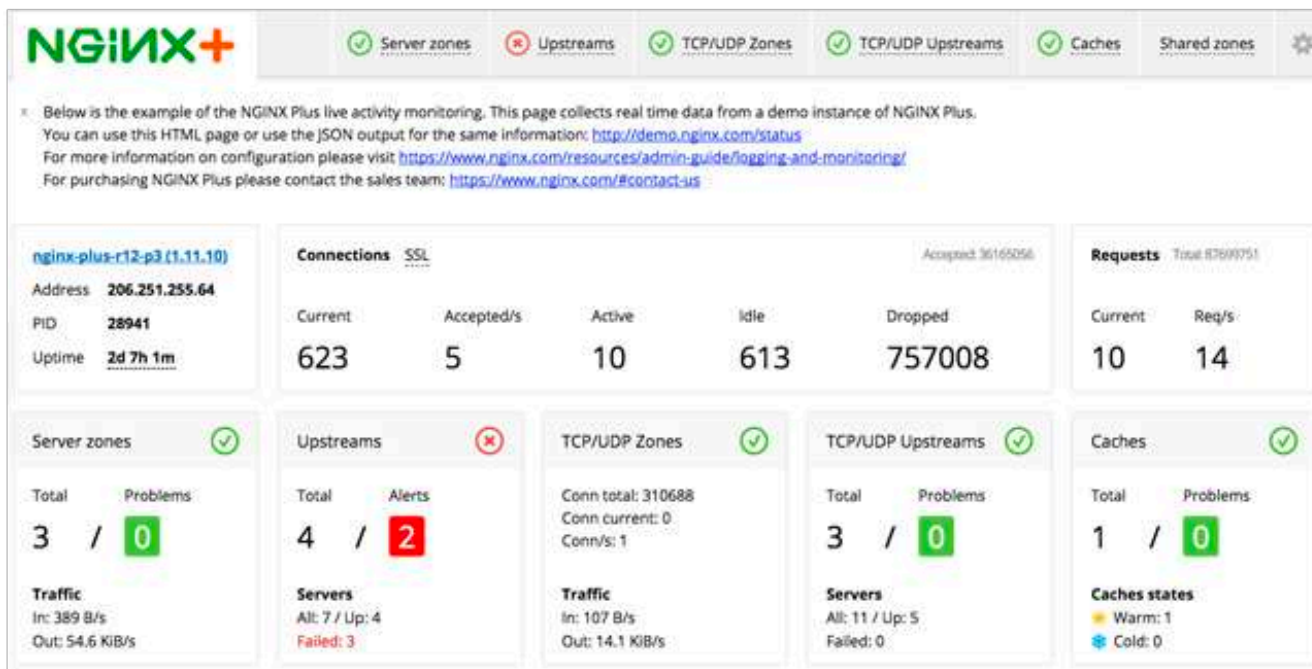 NGINX+
Server zones Upstreams TCP/UDP Zones TCP/UDP Upstreams Caches Shared zones
x Below is the example of the NGINX Plus live activity monitoring. This page collects real time data from a demo instance of NGINX Plus.
You can use this HTML page or use the JSON output for the same information: http://demo.nginx.com/status
For more information on configuration please visit https://www.nginx.com/resources/admin-guide/logging-and-monitoring/
For purchasing NGINX Plus please contact the sales team: https://www.nginx.com/#contact-us
nginx-plus-r12-p3 (1.11.10)
Address 206.251.255.64
PID 28941
Uptime 2d 7h 1m
Connections SSL Accepted: 36165056
Current Accepted/s Active Idle Dropped
623 5 10 613 757008
Requests Total: 87699751
Current Req/s
10 14
Server zones
Total Problems
3 / 0
Traffic
In: 389 B/s
Out: 54.6 KiB/s
Upstreams
Total Alerts
4 / 2
Servers
All: 7 / Up: 4
Failed: 3
TCP/UDP Zones
Conn total: 310688
Conn current: 0
Conn/s: 1
Traffic
In: 107 B/s
Out: 14.1 KiB/s
TCP/UDP Upstreams
Total Problems
3 / 0
Servers
All: 11 / Up: 5
Failed: 0
Caches
Total Problems
1 / 0
Caches states
Warm: 1
Cold: 0